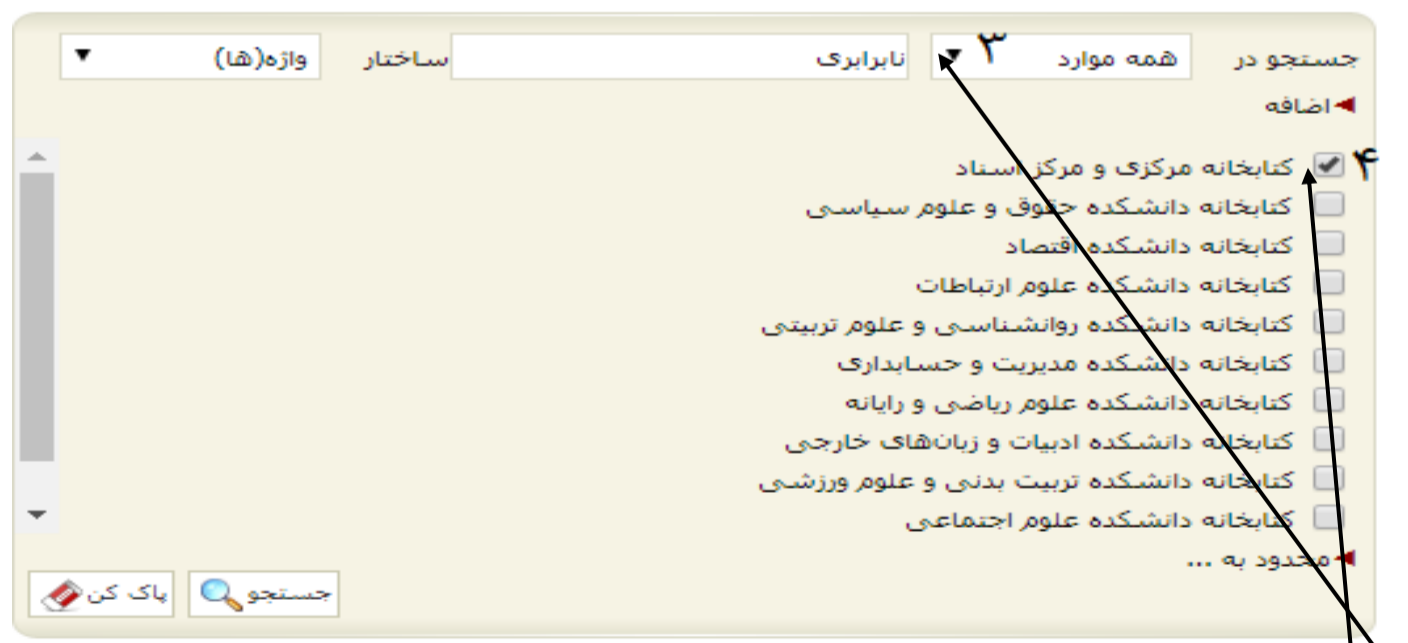 جستجو در همه موارد ۳ نابرابری ساختار واژه(ها)
اضافه
۴ کتابخانه مرکزی و مرکز اسناد
کتابخانه دانشکده حقوق و علوم سیاسی
کتابخانه دانشکده اقتصاد
کتابخانه دانشکده علوم ارتباطات
کتابخانه دانشکده روانشناسی و علوم تربیتی
کتابخانه دانشکده مدیریت و حسابداری
کتابخانه دانشکده علوم ریاضی و رایانه
کتابخانه دانشکده ادبیات و زبان‌های خارجی
کتابخانه دانشکده تربیت بدنی و علوم ورزشی
کتابخانه دانشکده علوم اجتماعی
محدود به ...
جستجو پاک کن